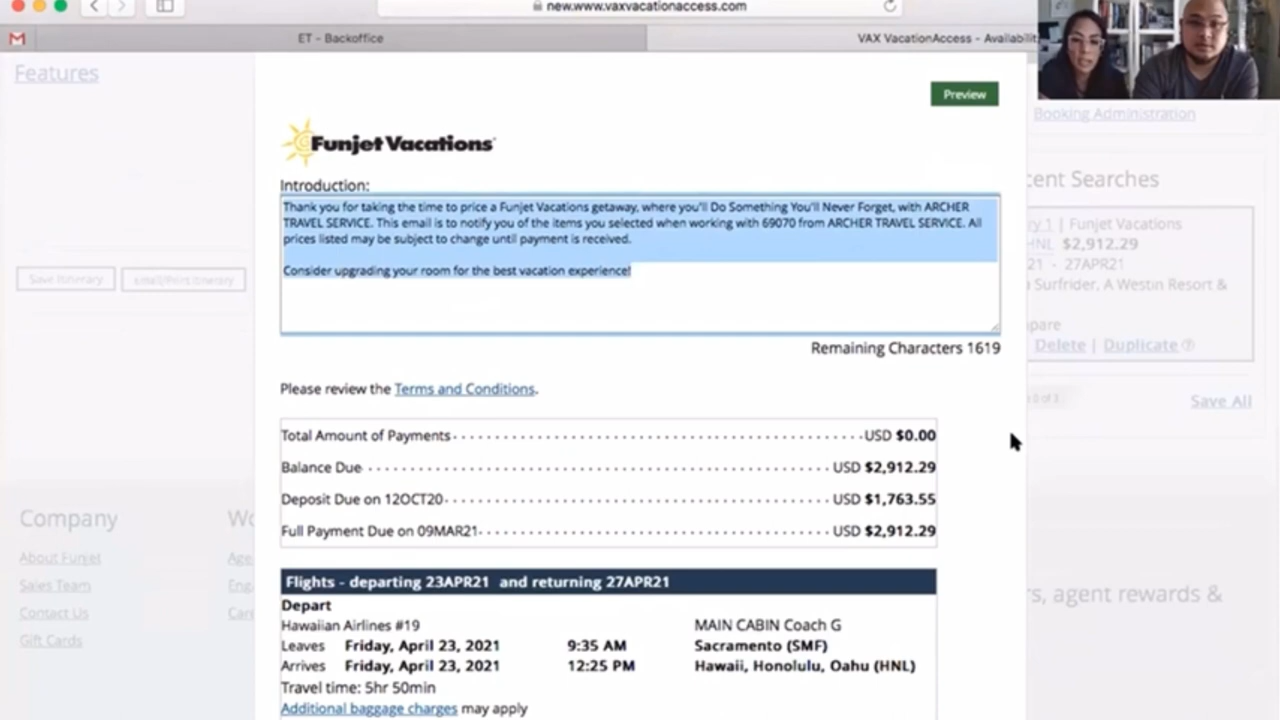 new.www.vaxvacationaccess.com
ET - Backoffice
VAX VacationAccess - Availabilit
Features
Preview
Booking Administration
Funjet Vacations
Introduction:
Thank you for taking the time to price a Funjet Vacations getaway, where you'll Do Something You'll Never Forget, with ARCHER
TRAVEL SERVICE. This email is to notify you of the items you selected when working with 69070 from ARCHER TRAVEL SERVICE. All
prices listed may be subject to change until payment is received.
Consider upgrading your room for the best vacation experience!
cent Searches
ry 1 | Funjet Vacations
HNL $2,912.29
21 - 27APR21
Surfrider, A Westin Resort &
pare
Delete | Duplicate
Save Itinerary
Email/Print Itinerary
Remaining Characters 1619
Please review the Terms and Conditions.
Save All
Total Amount of Payments USD $0.00
Balance Due USD $2,912.29
Deposit Due on 12OCT20 USD $1,763.55
Full Payment Due on 09MAR21 USD $2,912.29
Company
About Funjet
Sales Team
Contact Us
Gift Cards
Flights - departing 23APR21 and returning 27APR21
Depart
Hawaiian Airlines #19 MAIN CABIN Coach G
Leaves Friday, April 23, 2021 9:35 AM Sacramento (SMF)
Arrives Friday, April 23, 2021 12:25 PM Hawaii, Honolulu, Oahu (HNL)
Travel time: 5hr 50min
Additional baggage charges may apply
rs, agent rewards &